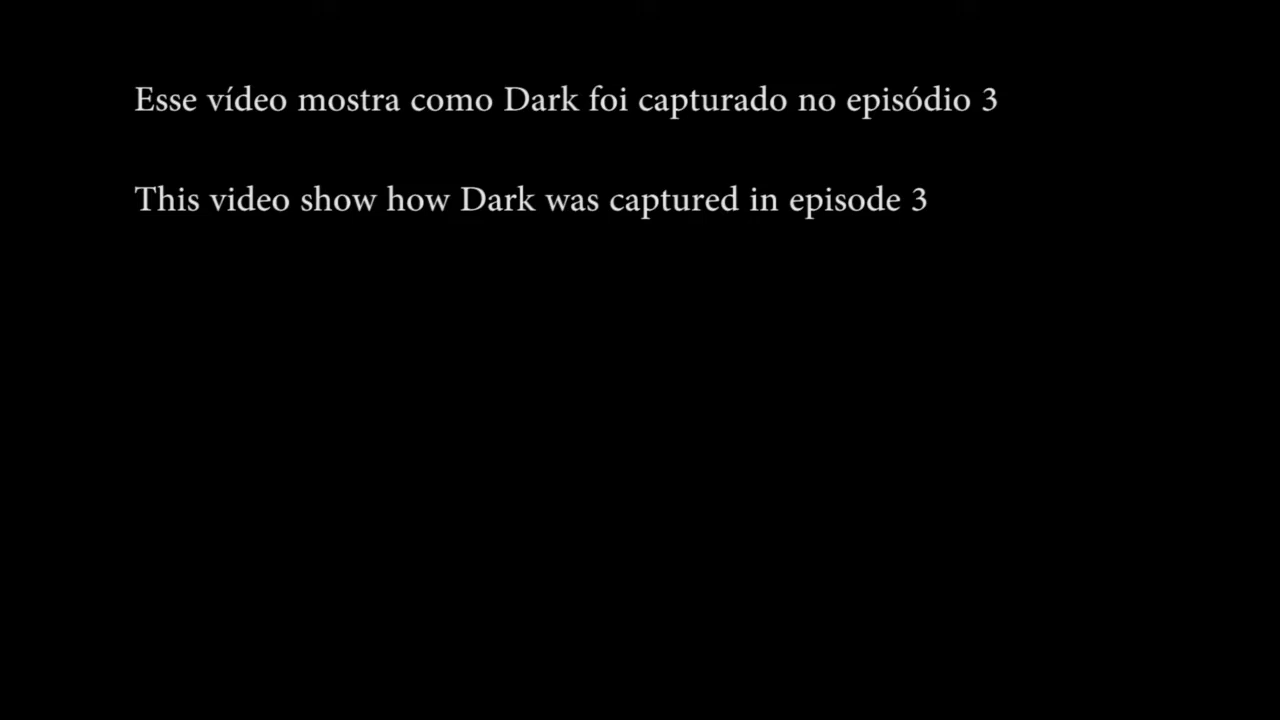 Esse vídeo mostra como Dark foi capturado no episódio 3
This video show how Dark was captured in episode 3